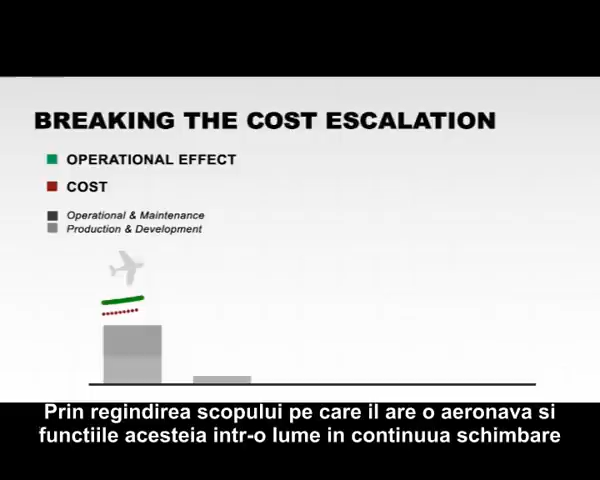 BREAKING THE COST ESCALATION
OPERATIONAL EFFECT
COST
Operational & Maintenance
Production & Development
Prin regindirea scopului pe care il are o aeronava si
functiile acesteia intr-o lume in continuua schimbare